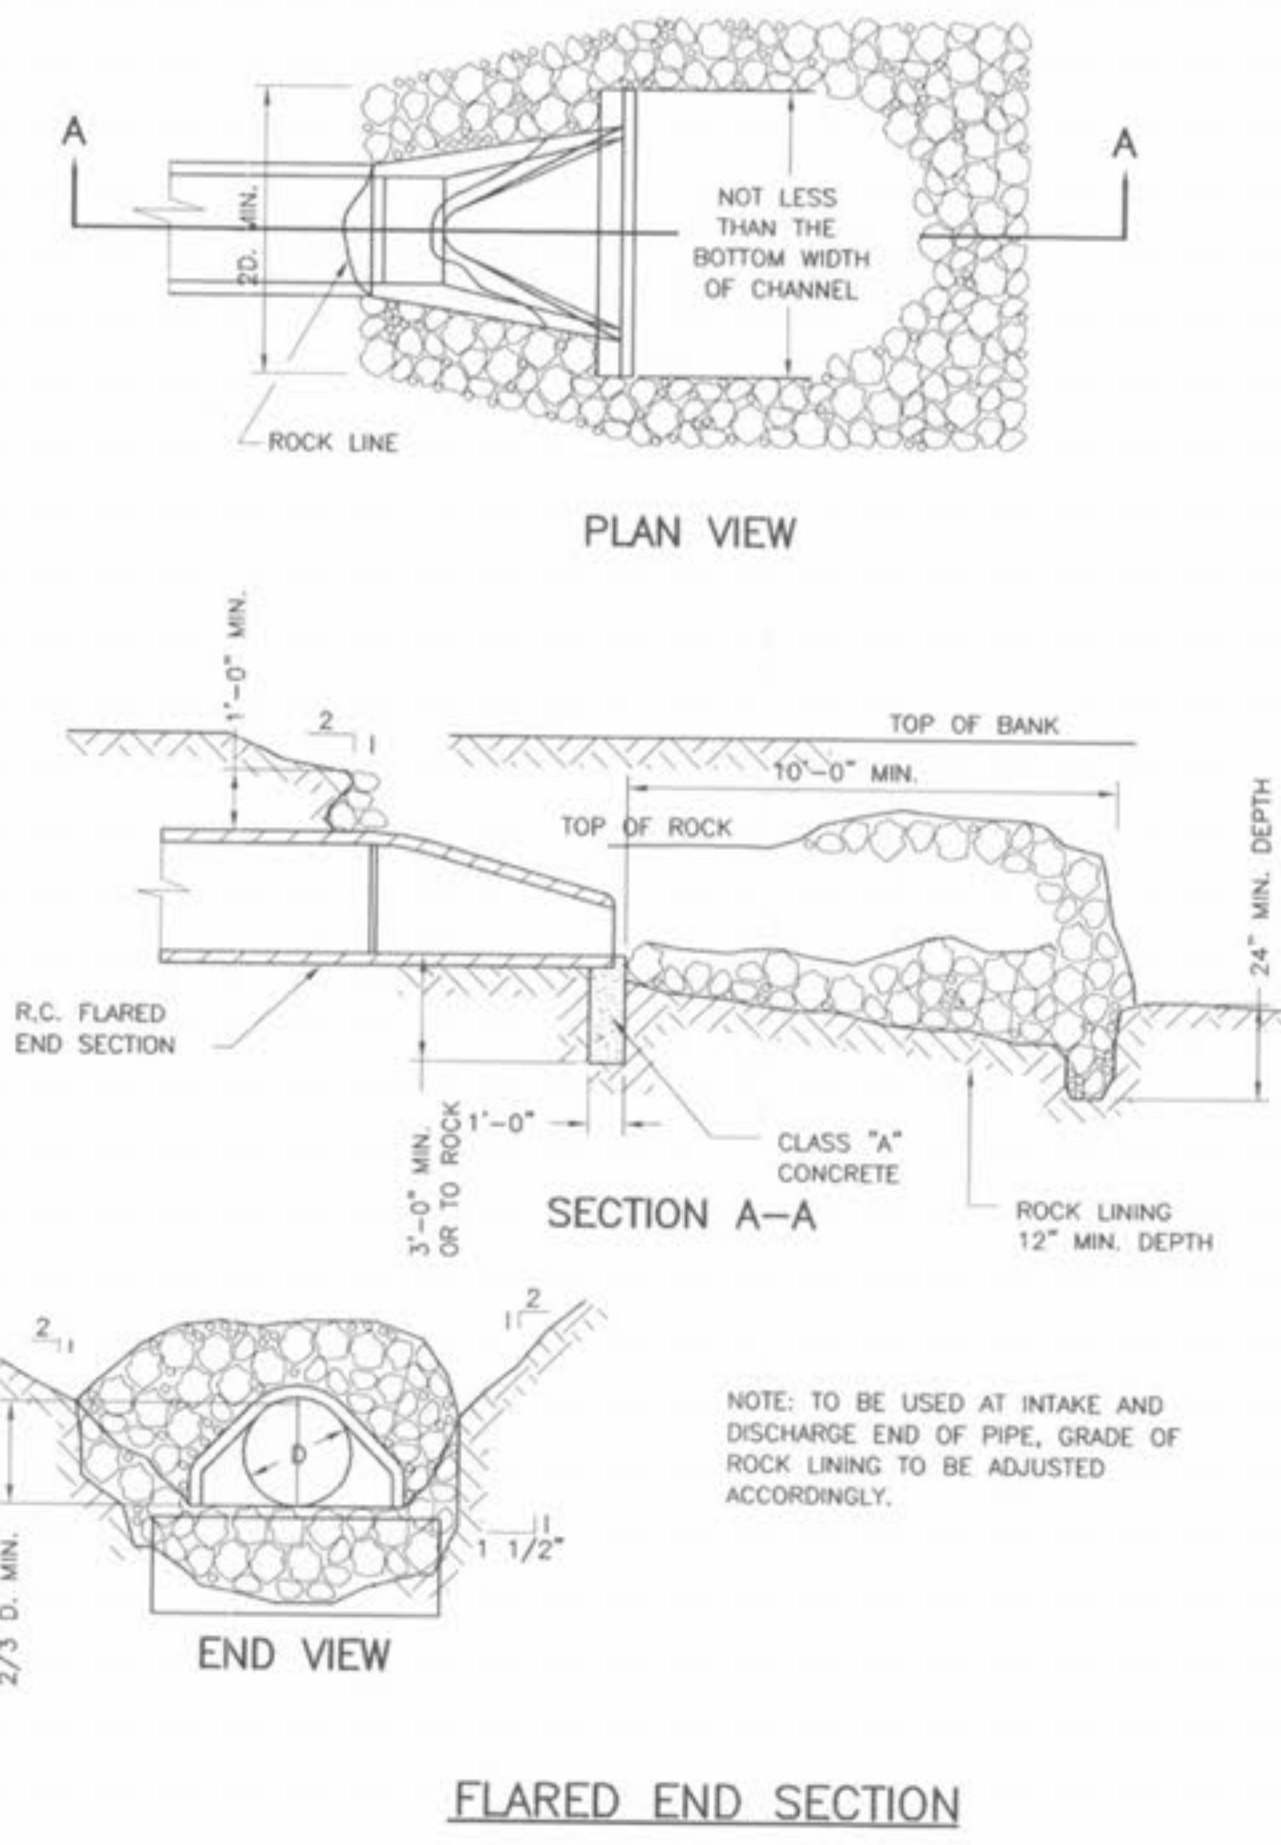 A
A
2D. MIN.
NOT LESS
THAN THE
BOTTOM WIDTH
OF CHANNEL
ROCK LINE
PLAN VIEW
1'-0" MIN.
2
1
TOP OF BANK
10'-0" MIN.
TOP OF ROCK
24" MIN. DEPTH
R.C. FLARED
END SECTION
3'-0" MIN.
OR TO ROCK
1'-0"
CLASS "A"
CONCRETE
SECTION A-A
ROCK LINING
12" MIN. DEPTH
2
1
1
2
D
2/3 D. MIN.
1
1 1/2"
END VIEW
NOTE: TO BE USED AT INTAKE AND
DISCHARGE END OF PIPE, GRADE OF
ROCK LINING TO BE ADJUSTED
ACCORDINGLY.
FLARED END SECTION